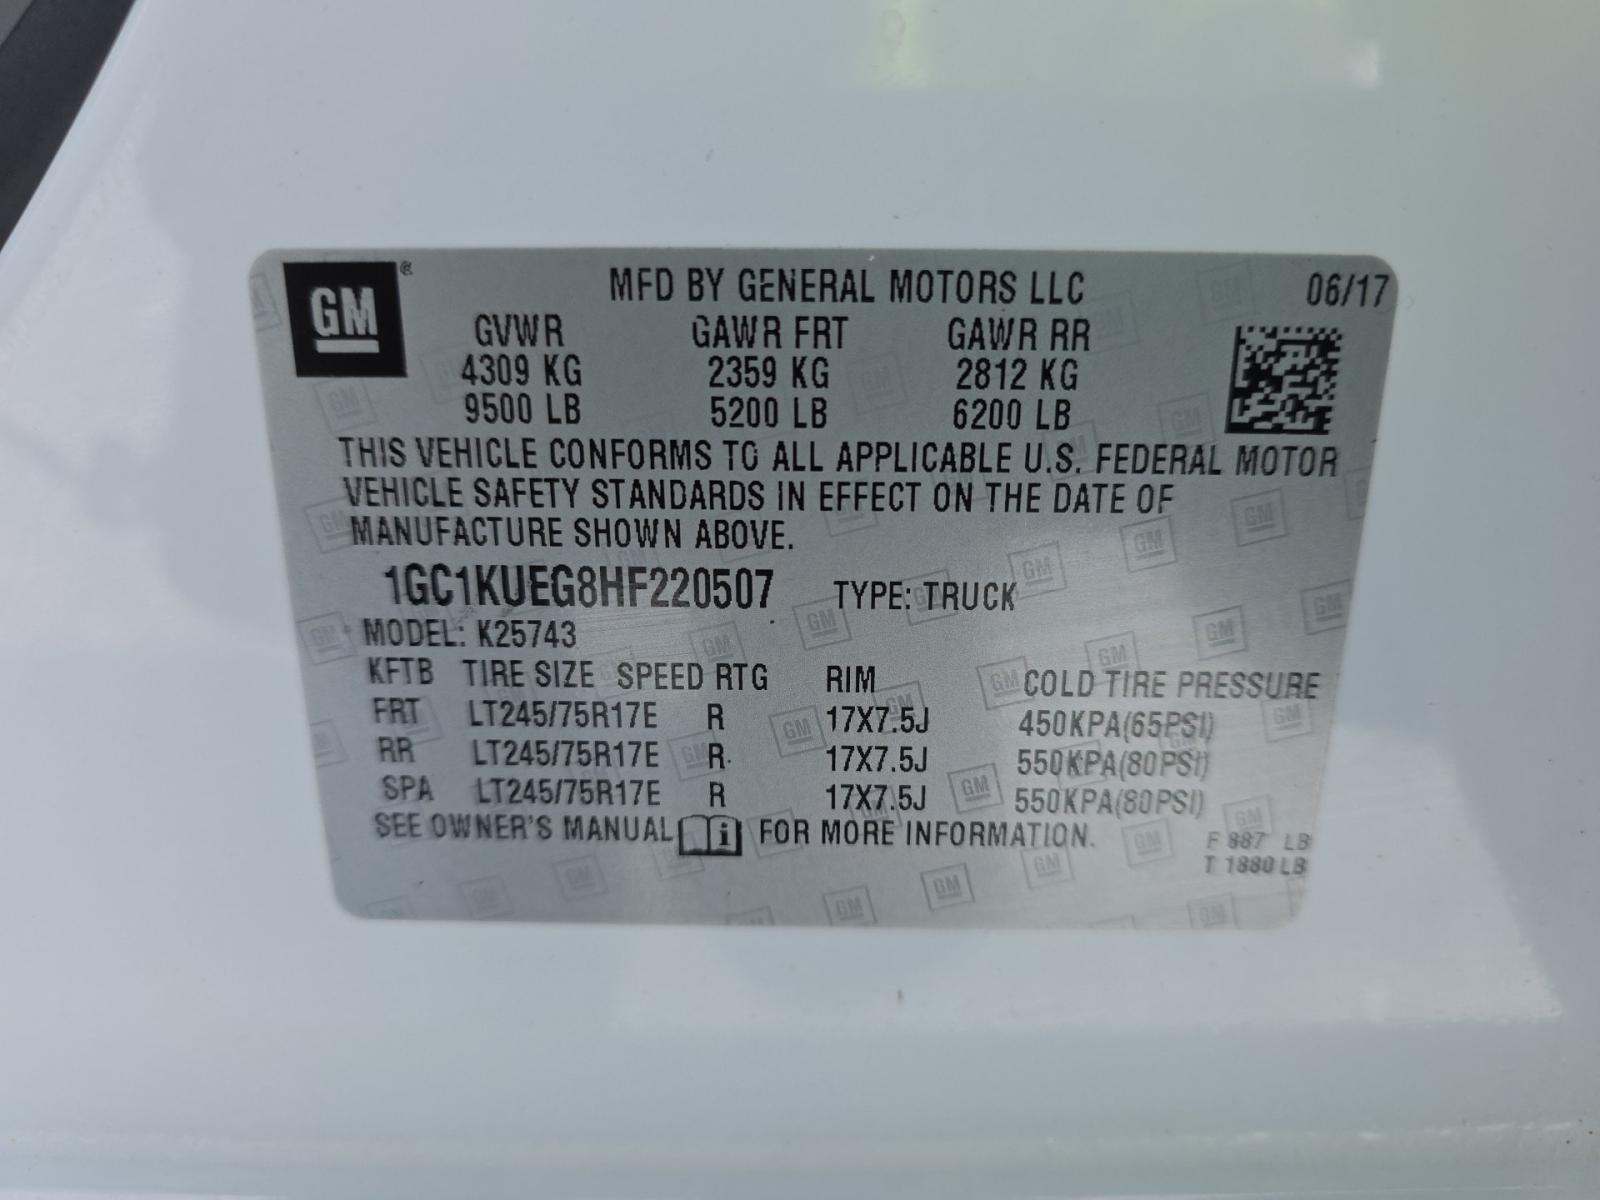 GM® MFD BY GENERAL MOTORS LLC 06/17
GVWR GAWR FRT GAWR RR
4309 KG 2359 KG 2812 KG
9500 LB 5200 LB 6200 LB
THIS VEHICLE CONFORMS TO ALL APPLICABLE U.S. FEDERAL MOTOR
VEHICLE SAFETY STANDARDS IN EFFECT ON THE DATE OF
MANUFACTURE SHOWN ABOVE.
1GC1KUEG8HF220507 TYPE: TRUCK
MODEL: K25743
KFTB TIRE SIZE SPEED RTG RIM COLD TIRE PRESSURE
FRT LT245/75R17E R 17X7.5J 450KPA(65PSI)
RR LT245/75R17E R 17X7.5J 550KPA(80PSI)
SPA LT245/75R17E R 17X7.5J 550KPA(80PSI)
SEE OWNER'S MANUAL i FOR MORE INFORMATION.
F 887 LB
T 1880 LB